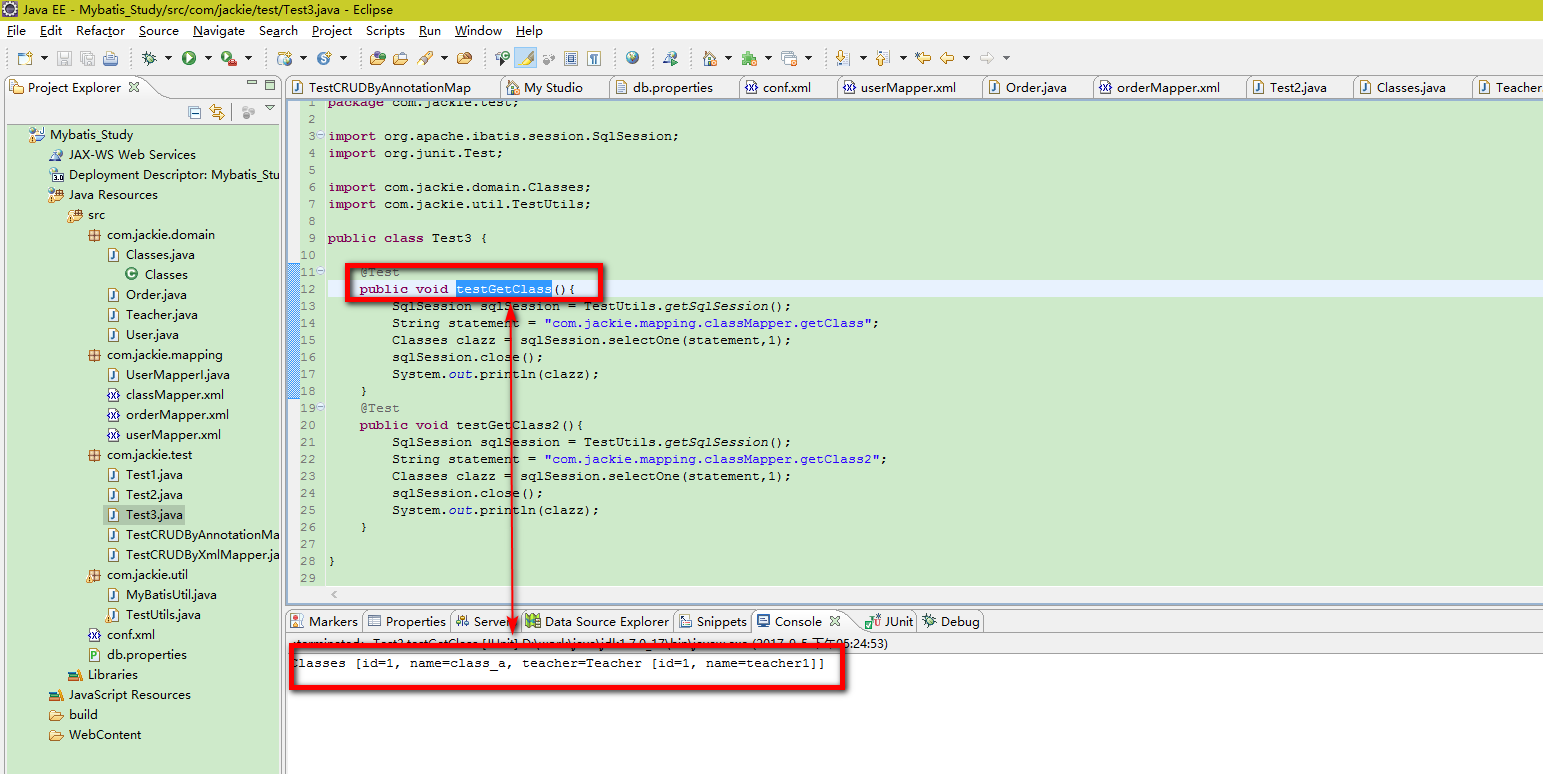 Java EE - Mybatis_Study/src/com/jackie/test/Test3.java - Eclipse
File Edit Refactor Source Navigate Search Project Scripts Run Window Help
Project Explorer
TestCRUDByAnnotationMap My Studio db.properties conf.xml userMapper.xml Order.java orderMapper.xml Test2.java Classes.java Teacher.
Mybatis_Study
JAX-WS Web Services
Deployment Descriptor: Mybatis_Stu
3.0
Java Resources
src
com.jackie.domain
Classes.java
Classes
Order.java
Teacher.java
User.java
com.jackie.mapping
UserMapperI.java
classMapper.xml
orderMapper.xml
userMapper.xml
com.jackie.test
Test1.java
Test2.java
Test3.java
TestCRUDByAnnotationMa
TestCRUDByXmlMapper.ja
com.jackie.util
MyBatisUtil.java
TestUtils.java
conf.xml
db.properties
Libraries
JavaScript Resources
build
WebContent
1 package com.jackie.test;
2
3 import org.apache.ibatis.session.SqlSession;
4 import org.junit.Test;
5
6 import com.jackie.domain.Classes;
7 import com.jackie.util.TestUtils;
8
9 public class Test3 {
10
11 @Test
12 public void testGetClass(){
13 SqlSession sqlSession = TestUtils.getSqlSession();
14 String statement = "com.jackie.mapping.classMapper.getClass";
15 Classes clazz = sqlSession.selectOne(statement,1);
16 sqlSession.close();
17 System.out.println(clazz);
18 }
19 @Test
20 public void testGetClass2(){
21 SqlSession sqlSession = TestUtils.getSqlSession();
22 String statement = "com.jackie.mapping.classMapper.getClass2";
23 Classes clazz = sqlSession.selectOne(statement,1);
24 sqlSession.close();
25 System.out.println(clazz);
26 }
27
28 }
29
Markers Properties Servers Data Source Explorer Snippets Console JUnit Debug
<terminated> Test3.testGetClass [JUnit] D:\work\java\jdk1.7.0_17\bin\javaw.exe (2017-9-5 下午05:24:53)
Classes [id=1, name=class_a, teacher=Teacher [id=1, name=teacher1]]